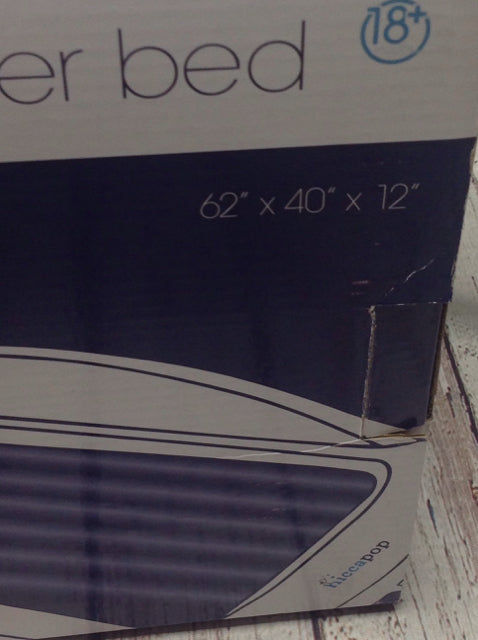 18+
er bed
62" x 40" x 12"
hiccapop